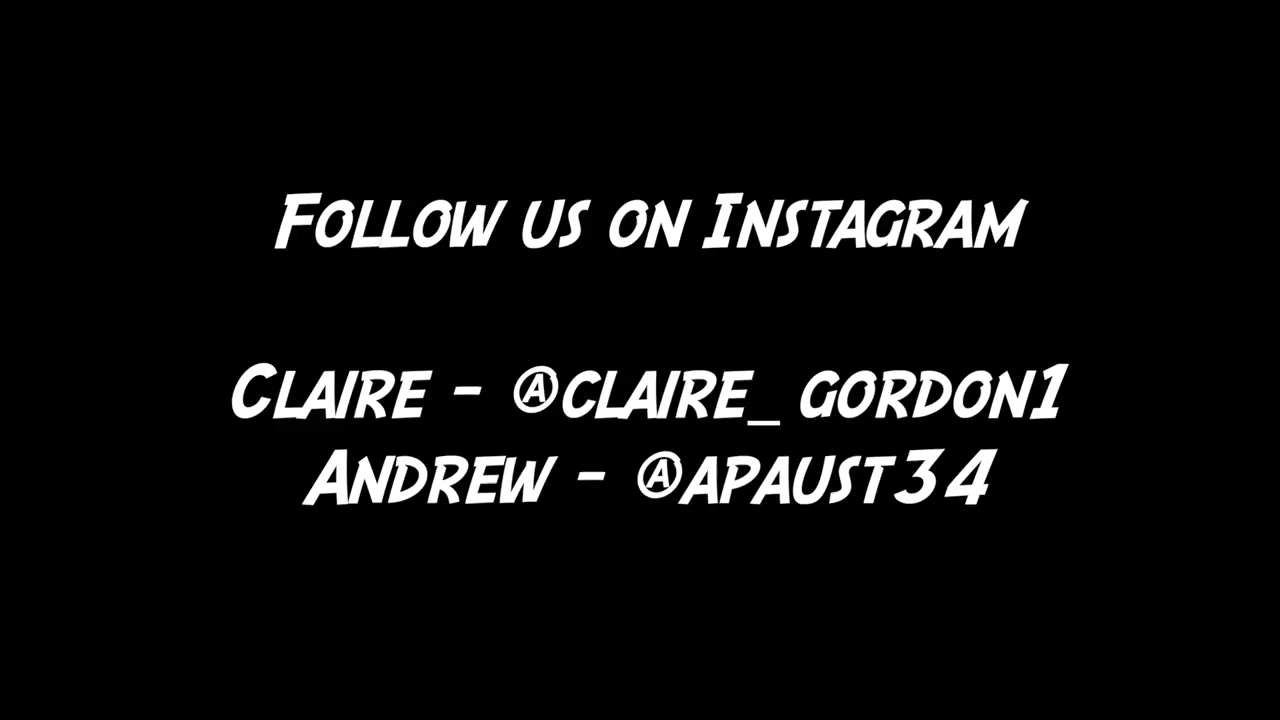 Follow us on Instagram
Claire - @claire_gordon1
Andrew - @apaust34